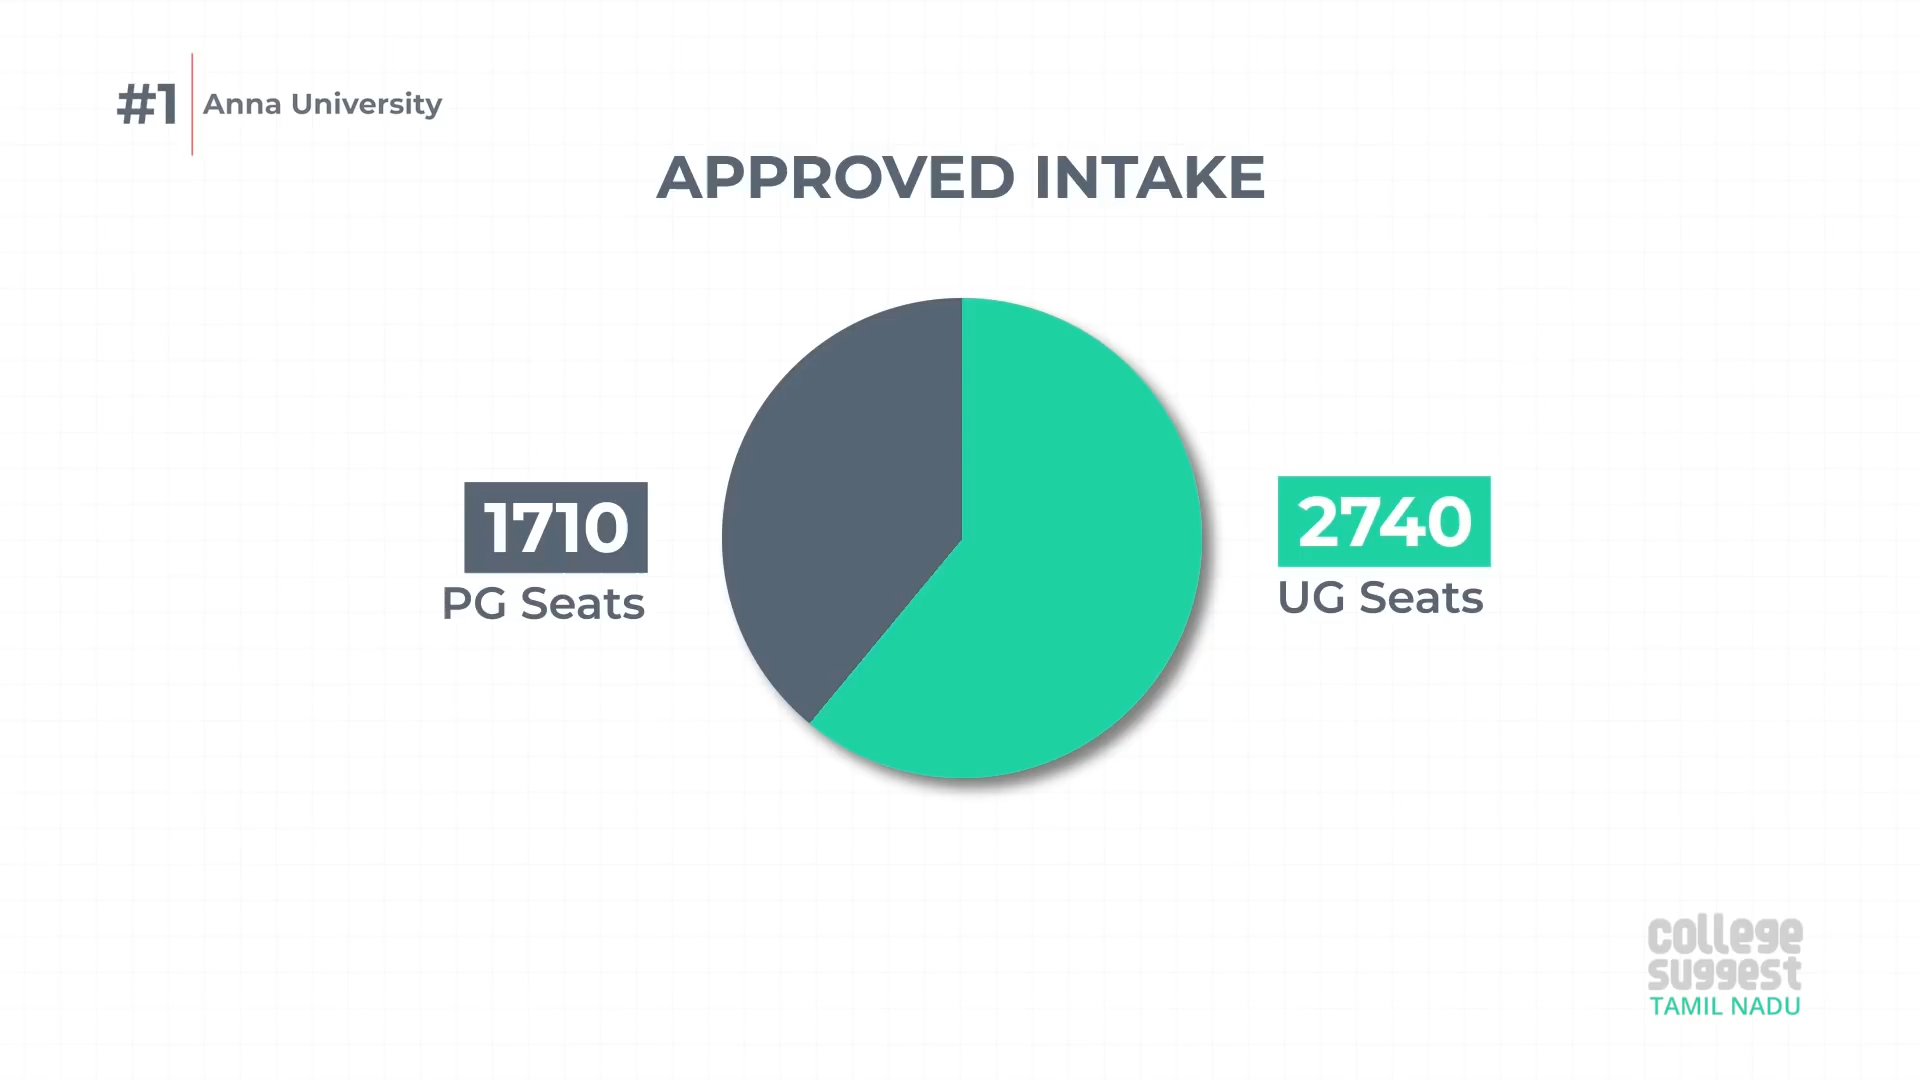 #1
Anna University
APPROVED INTAKE
1710
PG Seats
2740
UG Seats
college
suggest
TAMIL NADU